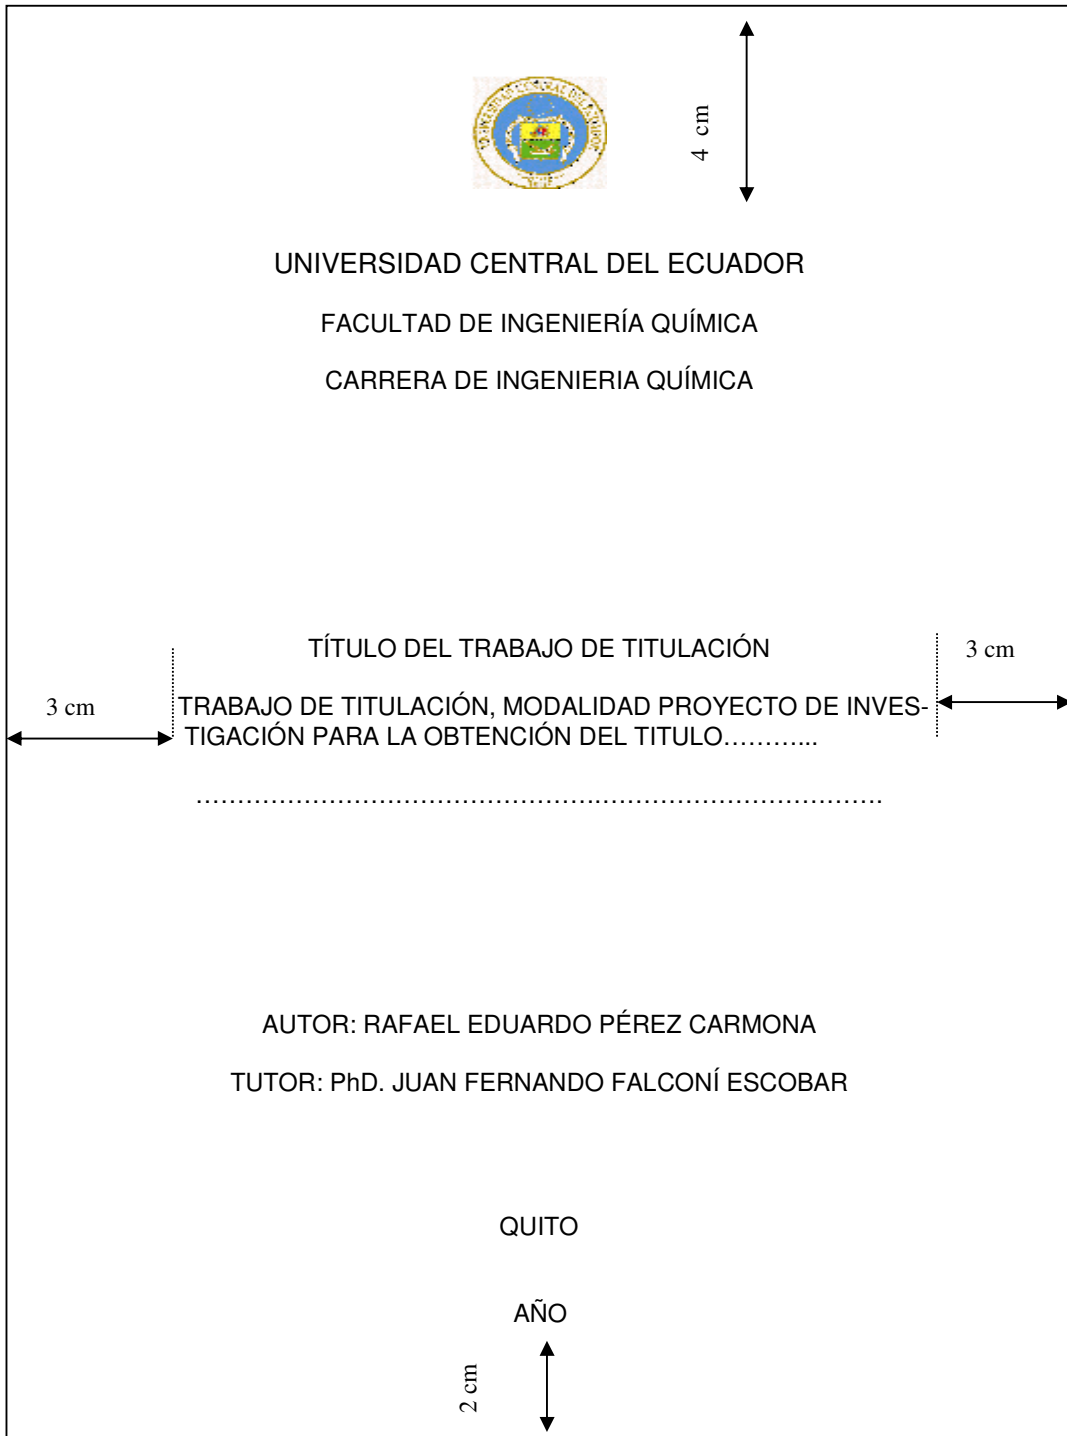 4 cm
UNIVERSIDAD CENTRAL DEL ECUADOR
FACULTAD DE INGENIERÍA QUÍMICA
CARRERA DE INGENIERIA QUÍMICA
TÍTULO DEL TRABAJO DE TITULACIÓN
3 cm
3 cm
TRABAJO DE TITULACIÓN, MODALIDAD PROYECTO DE INVES-
TIGACIÓN PARA LA OBTENCIÓN DEL TITULO…………...
……………………………………………………………………….
AUTOR: RAFAEL EDUARDO PÉREZ CARMONA
TUTOR: PhD. JUAN FERNANDO FALCONÍ ESCOBAR
QUITO
AÑO
2 cm